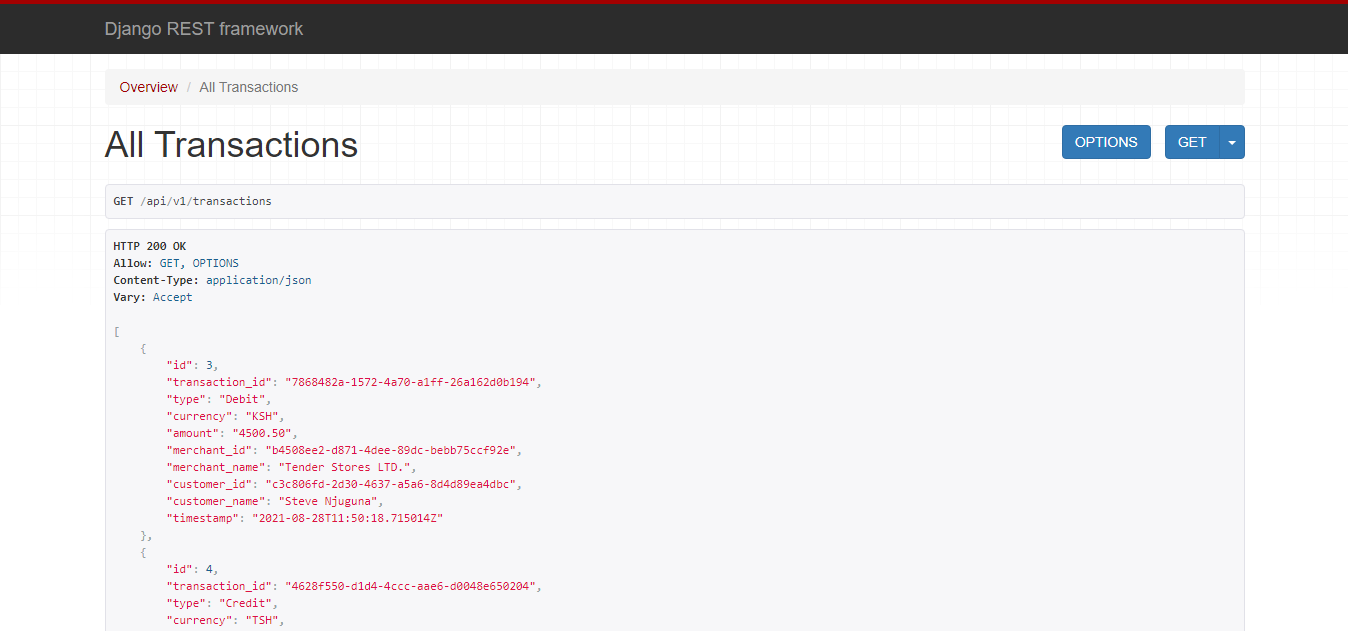 Django REST framework
Overview / All Transactions
All Transactions
OPTIONS
GET
GET /api/v1/transactions
HTTP 200 OK
Allow: GET, OPTIONS
Content-Type: application/json
Vary: Accept
[
    {
        "id": 3,
        "transaction_id": "7868482a-1572-4a70-a1ff-26a162d0b194",
        "type": "Debit",
        "currency": "KSH",
        "amount": "4500.50",
        "merchant_id": "b4508ee2-d871-4dee-89dc-bebb75ccf92e",
        "merchant_name": "Tender Stores LTD.",
        "customer_id": "c3c806fd-2d30-4637-a5a6-8d4d89ea4dbc",
        "customer_name": "Steve Njuguna",
        "timestamp": "2021-08-28T11:50:18.715014Z"
    },
    {
        "id": 4,
        "transaction_id": "4628f550-d1d4-4ccc-aae6-d0048e650204",
        "type": "Credit",
        "currency": "TSH",